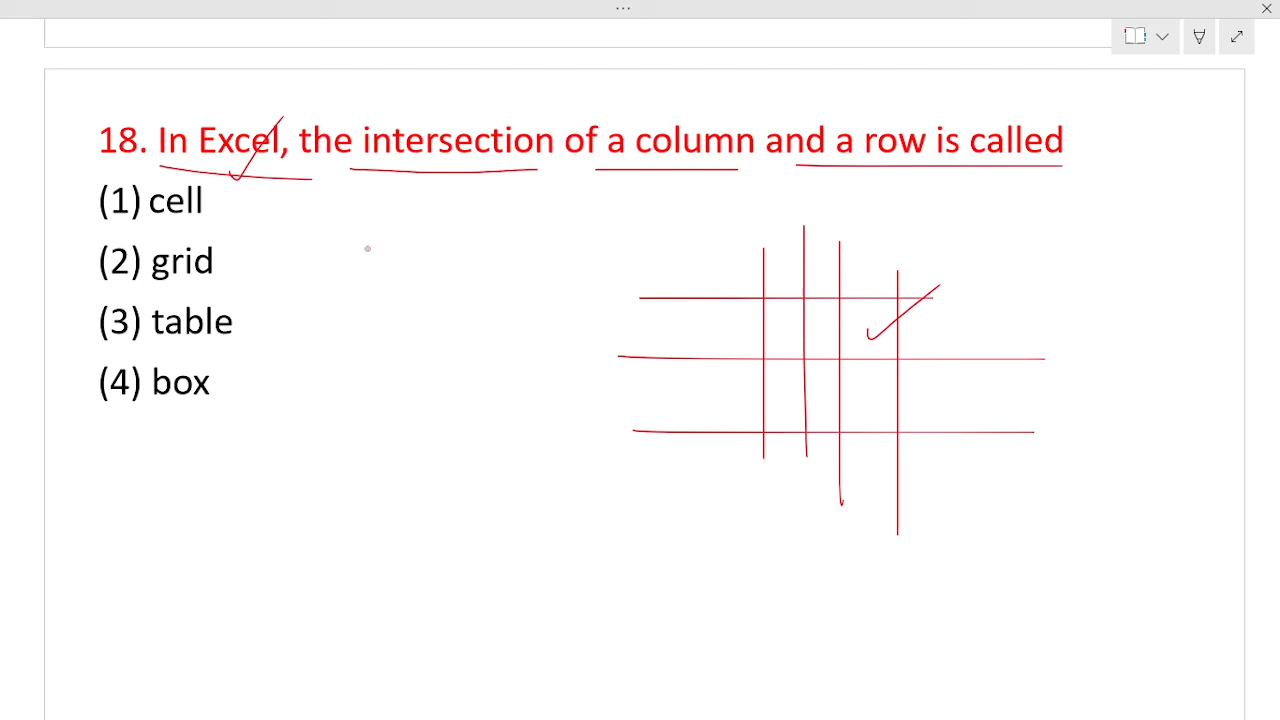 18. In Excel, the intersection of a column and a row is called
(1) cell
(2) grid
(3) table
(4) box